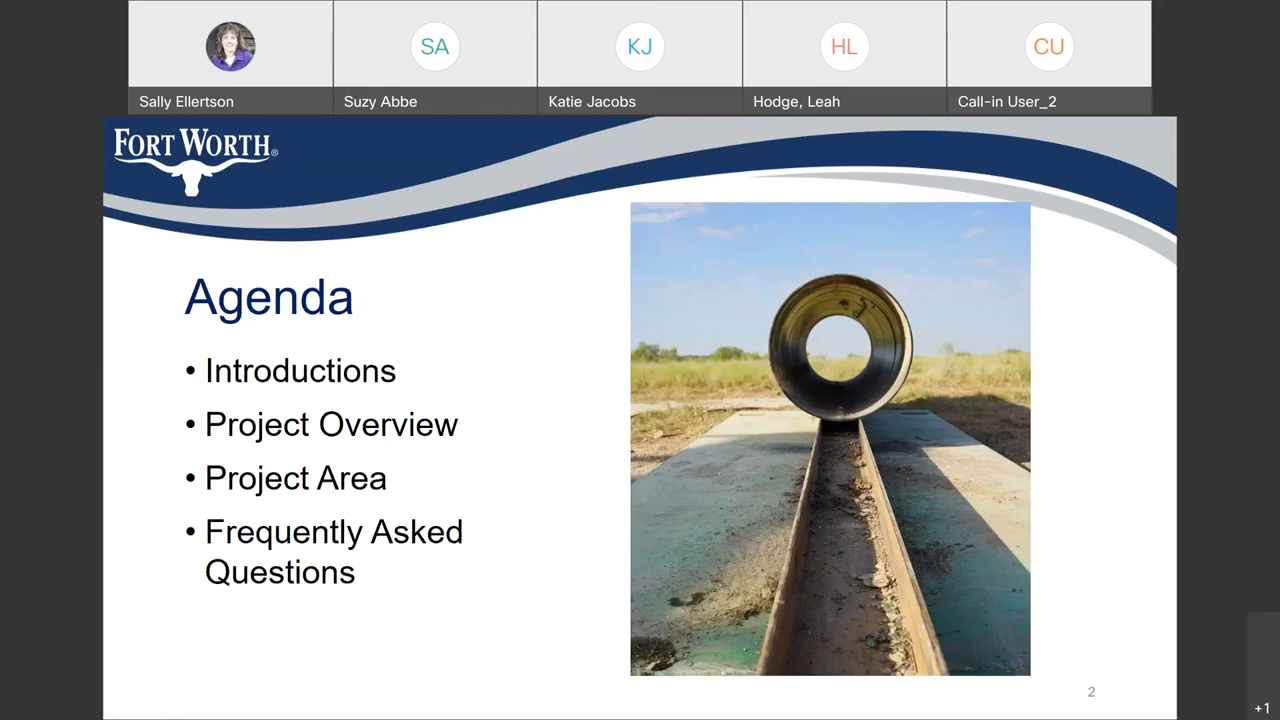 SA
KJ
HL
CU
Sally Ellertson
Suzy Abbe
Katie Jacobs
Hodge, Leah
Call-in User_2
FORT WORTH®
Agenda
• Introductions
• Project Overview
• Project Area
• Frequently Asked
Questions
2
+1